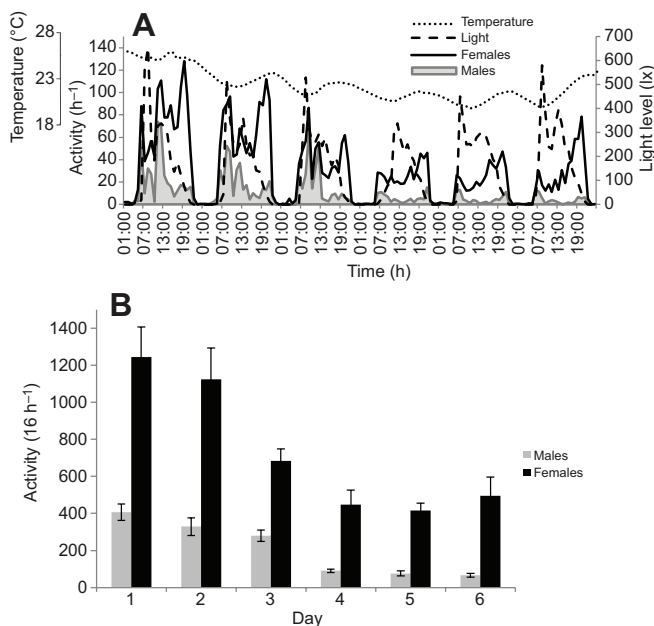 A
Temperature
Light
Females
Males
Temperature (°C)
28
23
18
Activity (h⁻¹)
140
120
100
80
60
40
20
0
700
600
500
400
300
200
100
0
Light level (lx)
01:00 07:00 13:00 19:00 01:00 07:00 13:00 19:00 01:00 07:00 13:00 19:00 01:00 07:00 13:00 19:00 01:00 07:00 13:00 19:00 01:00 07:00 13:00 19:00
Time (h)
B
Activity (16 h⁻¹)
1400
1200
1000
800
600
400
200
0
Males
Females
1 2 3 4 5 6
Day